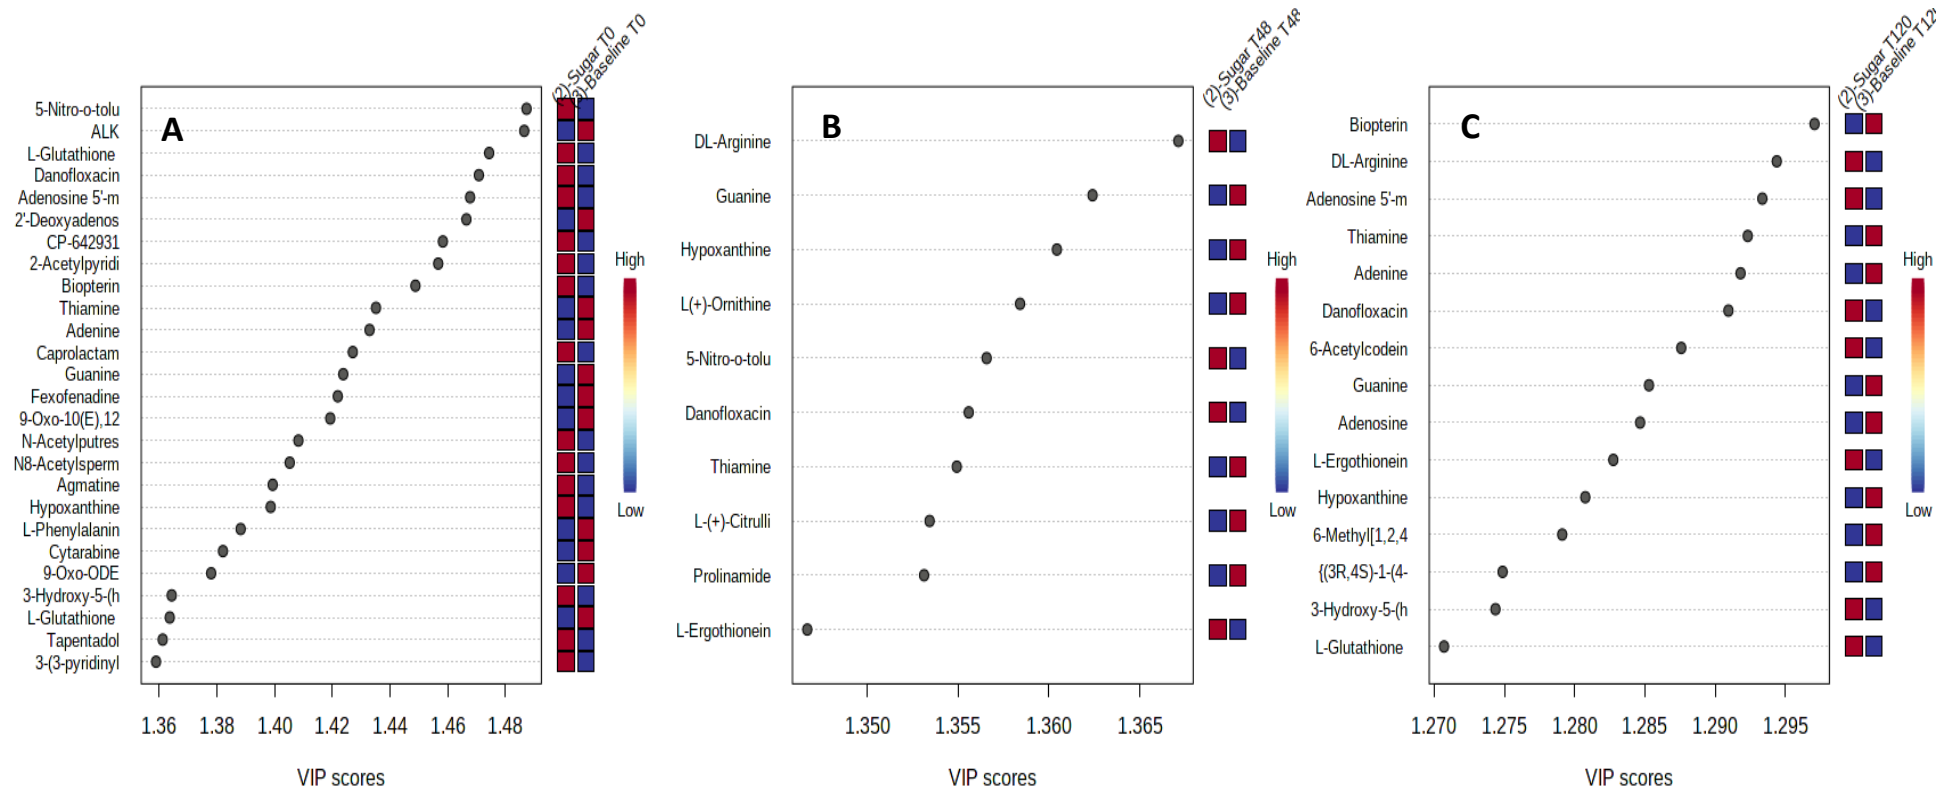 A
(2)-Sugar T0
(3)-Baseline T0
5-Nitro-o-tolu
ALK
L-Glutathione
Danofloxacin
Adenosine 5'-m
2'-Deoxyadenos
CP-642931
2-Acetylpyridi
Biopterin
Thiamine
Adenine
Caprolactam
Guanine
Fexofenadine
9-Oxo-10(E),12
N-Acetylputres
N8-Acetylsperm
Agmatine
Hypoxanthine
L-Phenylalanin
Cytarabine
9-Oxo-ODE
3-Hydroxy-5-(h
L-Glutathione
Tapentadol
3-(3-pyridinyl
High
Low
1.36 1.38 1.40 1.42 1.44 1.46 1.48
VIP scores
B
(2)-Sugar T48
(3)-Baseline T48
DL-Arginine
Guanine
Hypoxanthine
L(+)-Ornithine
5-Nitro-o-tolu
Danofloxacin
Thiamine
L-(+)-Citrulli
Prolinamide
L-Ergothionein
High
Low
1.350 1.355 1.360 1.365
VIP scores
C
(2)-Sugar T120
(3)-Baseline T120
Biopterin
DL-Arginine
Adenosine 5'-m
Thiamine
Adenine
Danofloxacin
6-Acetylcodein
Guanine
Adenosine
L-Ergothionein
Hypoxanthine
6-Methyl[1,2,4
{(3R,4S)-1-(4-
3-Hydroxy-5-(h
L-Glutathione
High
Low
1.270 1.275 1.280 1.285 1.290 1.295
VIP scores